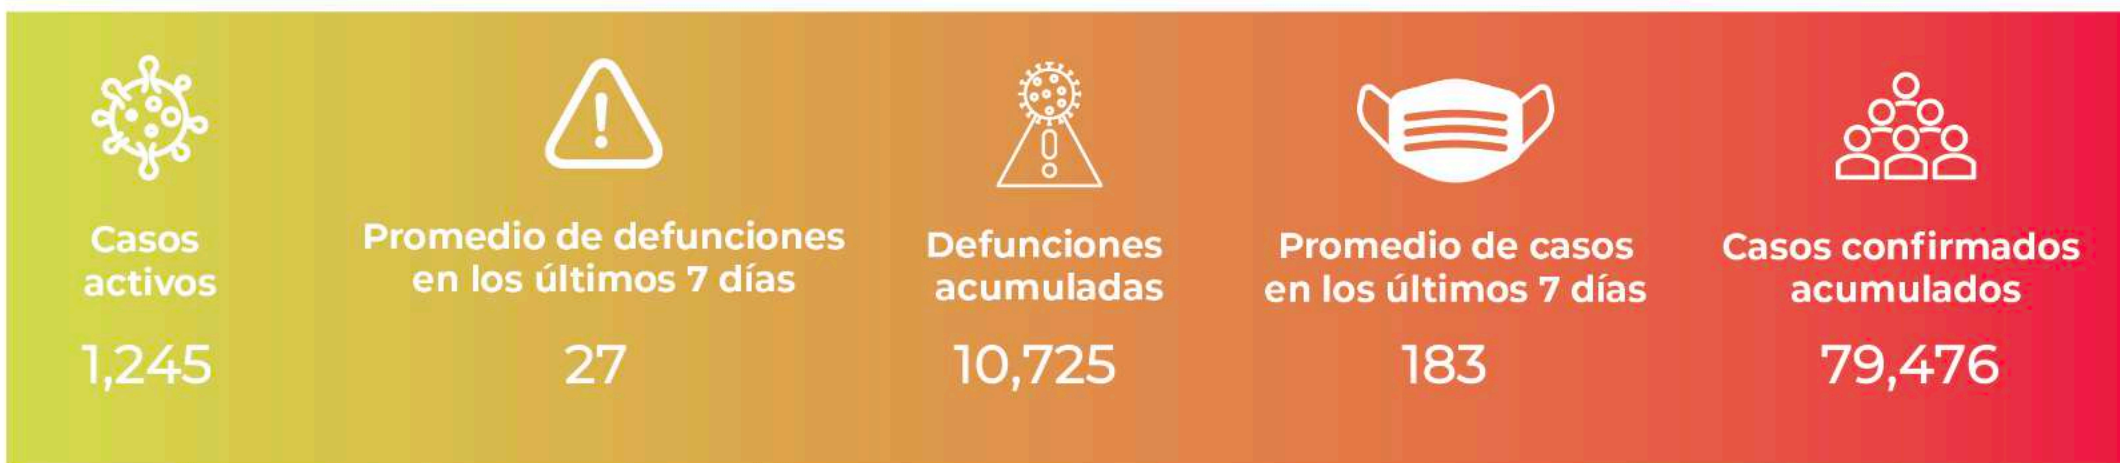 Casos
activos
1,245
Promedio de defunciones
en los últimos 7 días
27
Defunciones
acumuladas
10,725
Promedio de casos
en los últimos 7 días
183
Casos confirmados
acumulados
79,476